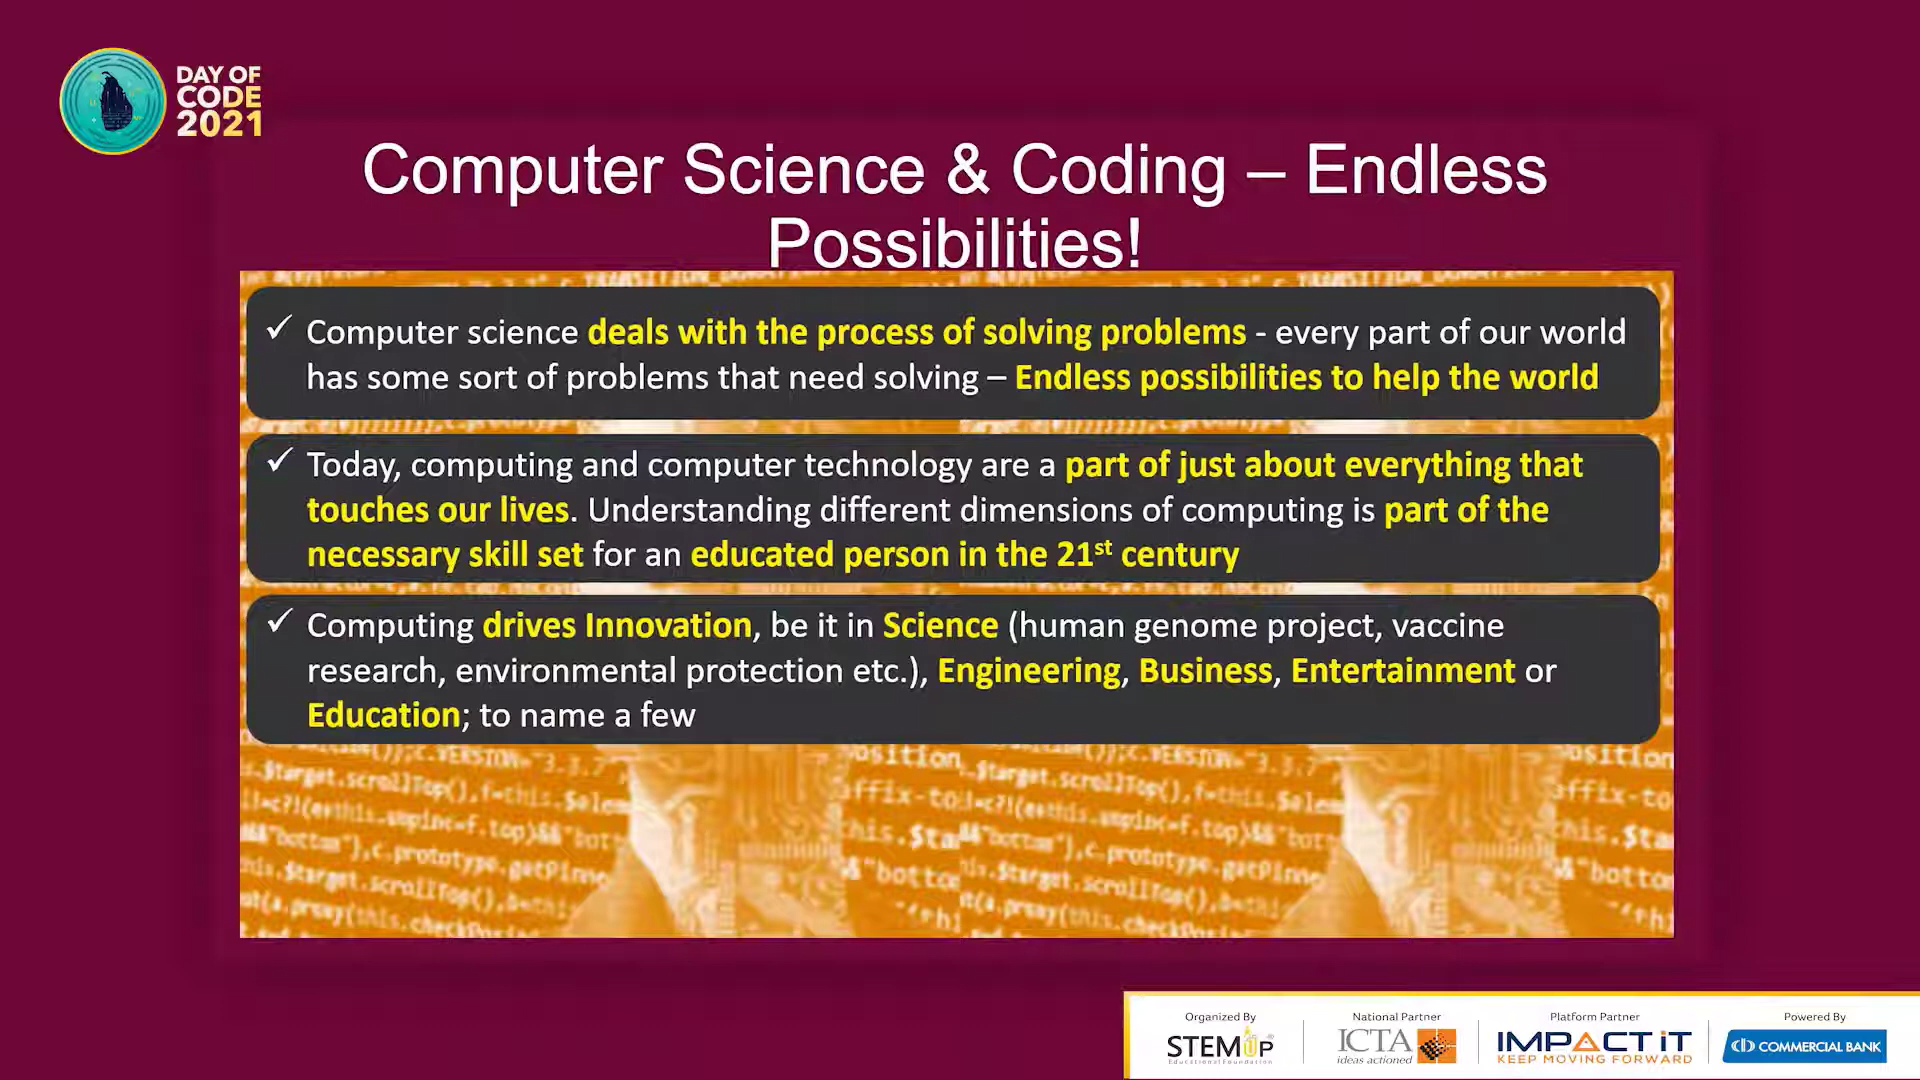 DAY OF
CODE
2021
Computer Science & Coding – Endless
Possibilities!
✓ Computer science deals with the process of solving problems - every part of our world
has some sort of problems that need solving – Endless possibilities to help the world
✓ Today, computing and computer technology are a part of just about everything that
touches our lives. Understanding different dimensions of computing is part of the
necessary skill set for an educated person in the 21st century
✓ Computing drives Innovation, be it in Science (human genome project, vaccine
research, environmental protection etc.), Engineering, Business, Entertainment or
Education; to name a few
Organized By
STEMUP
Educational Foundation
National Partner
ICTA
ideas actioned
Platform Partner
IMPACT iT
KEEP MOVING FORWARD
Powered By
COMMERCIAL BANK